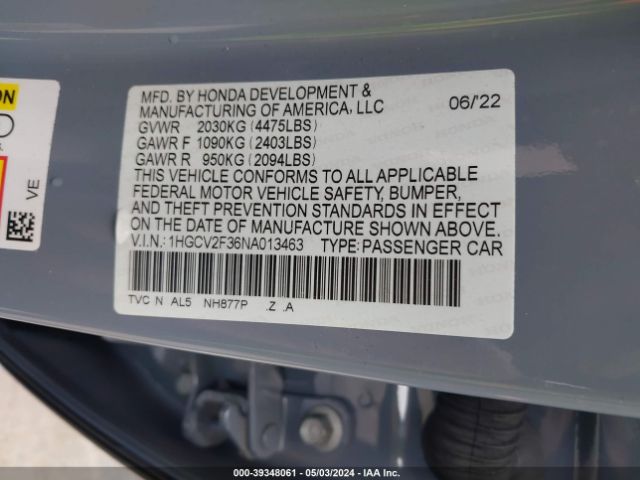 MFD. BY HONDA DEVELOPMENT &
MANUFACTURING OF AMERICA, LLC 06/'22
GVWR 2030KG (4475LBS)
GAWR F 1090KG (2403LBS)
GAWR R 950KG (2094LBS)
THIS VEHICLE CONFORMS TO ALL APPLICABLE
FEDERAL MOTOR VEHICLE SAFETY, BUMPER,
AND THEFT PREVENTION STANDARDS IN EFFECT
ON THE DATE OF MANUFACTURE SHOWN ABOVE.
V.I.N.: 1HGCV2F36NA013463 TYPE: PASSENGER CAR
TVC N AL5 NH877P .Z .A
VE
000-39348061 - 05/03/2024 - IAA Inc.